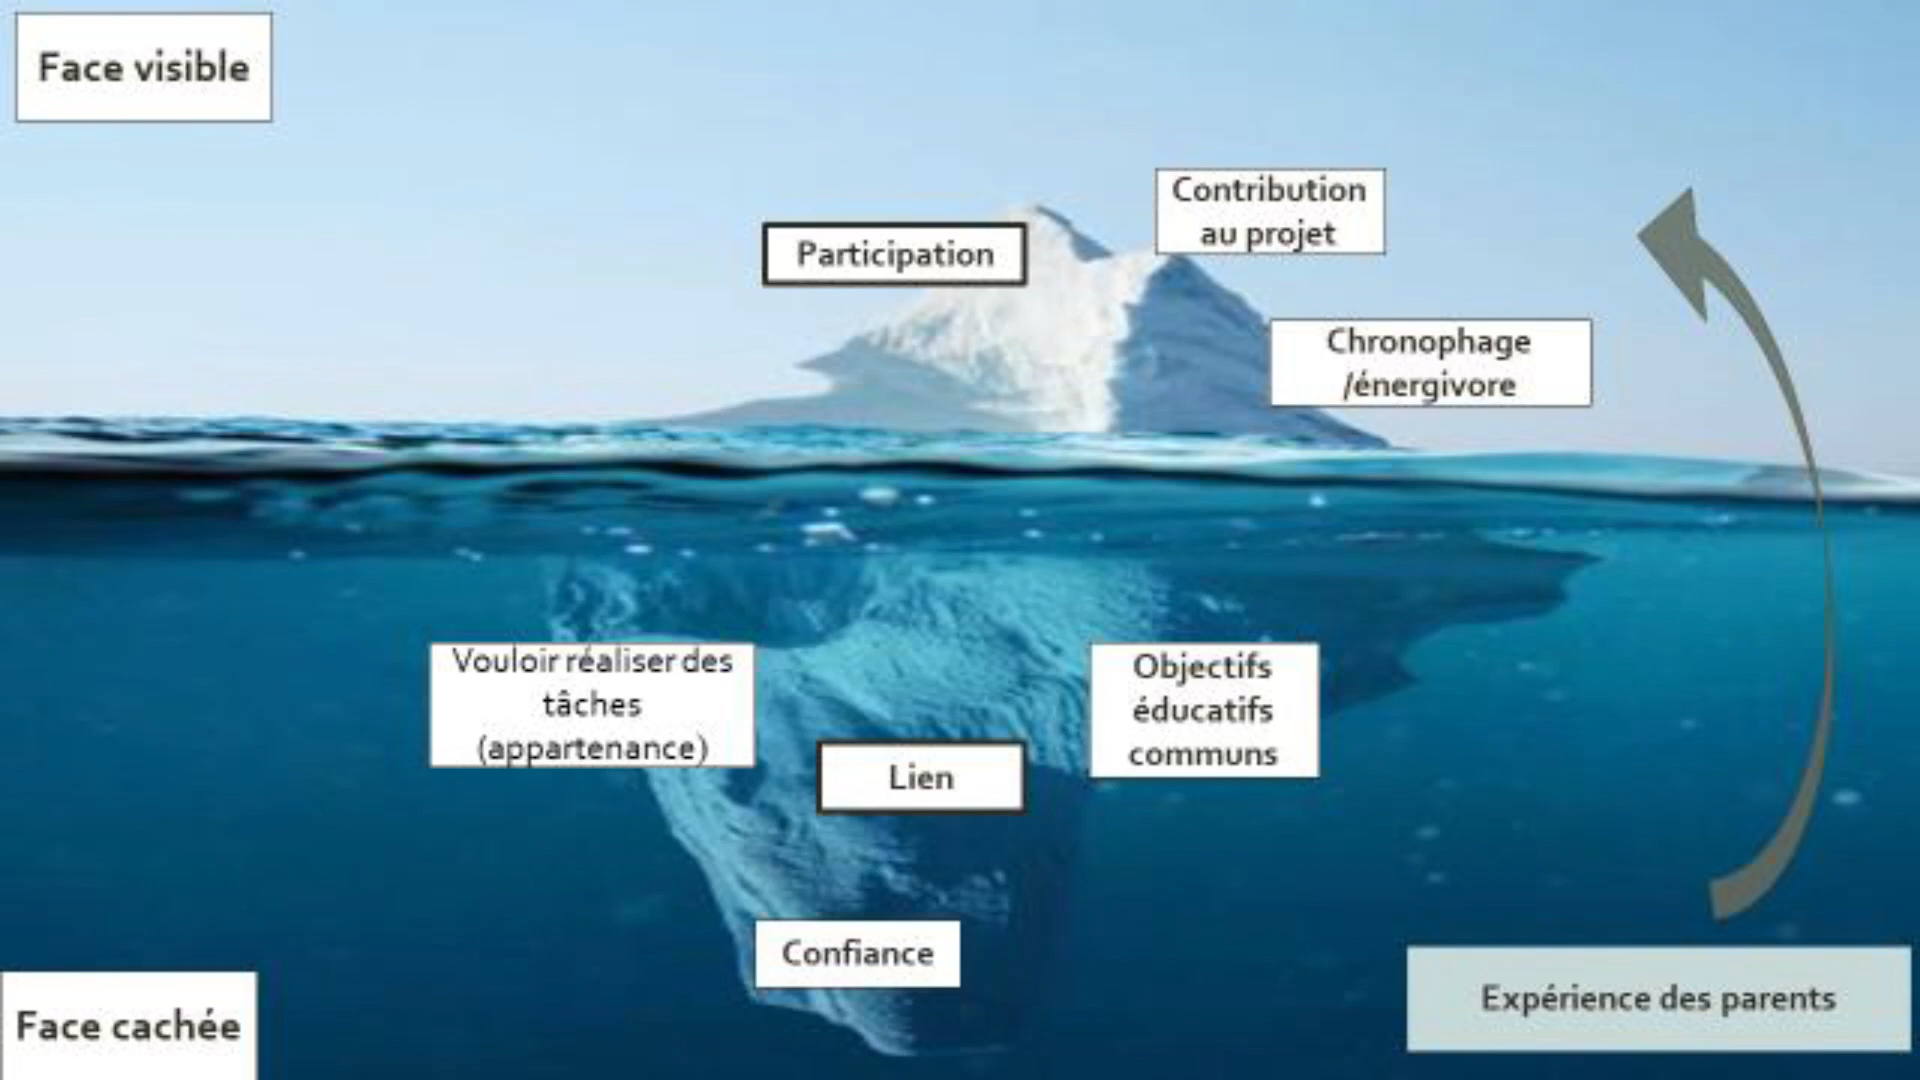 Face visible
Contribution
au projet
Participation
Chronophage
/énergivore
Vouloir réaliser des
tâches
(appartenance)
Objectifs
éducatifs
communs
Lien
Confiance
Expérience des parents
Face cachée